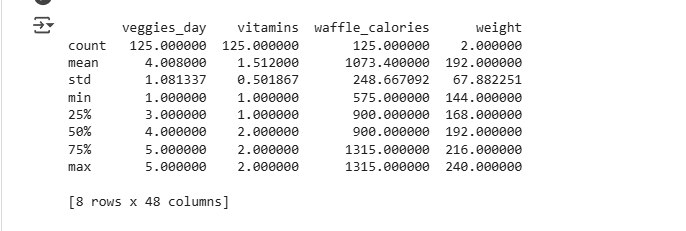 veggies_day vitamins waffle_calories weight
count 125.000000 125.000000 125.000000 2.000000
mean 4.008000 1.512000 1073.400000 192.000000
std 1.081337 0.501867 248.667092 67.882251
min 1.000000 1.000000 575.000000 144.000000
25% 3.000000 1.000000 900.000000 168.000000
50% 4.000000 2.000000 900.000000 192.000000
75% 5.000000 2.000000 1315.000000 216.000000
max 5.000000 2.000000 1315.000000 240.000000
[8 rows x 48 columns]